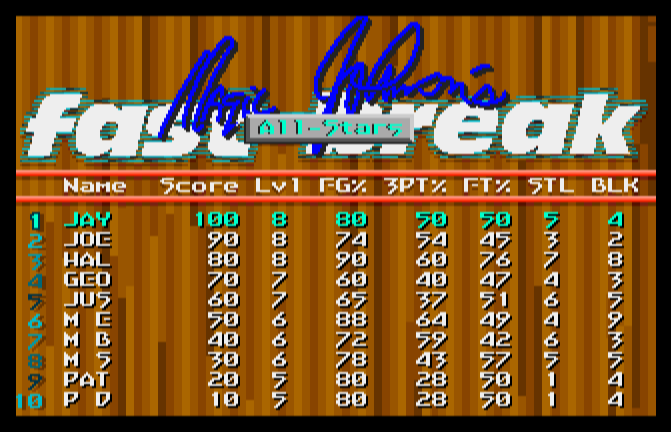 Magic Johnson's
fast break
All-Stars
Name Score Lvl FG% 3PT% FT% STL BLK
1 JAY 100 8 80 50 50 5 4
2 JOE 90 8 74 54 45 3 2
3 HAL 80 8 90 60 76 7 8
4 GEO 70 7 60 40 47 4 3
5 JUS 60 7 65 37 51 6 5
6 M E 50 6 88 64 49 4 9
7 M B 40 6 72 59 42 6 3
8 M S 30 6 78 43 57 5 5
9 PAT 20 5 80 28 50 1 4
10 P D 10 5 80 28 50 1 4